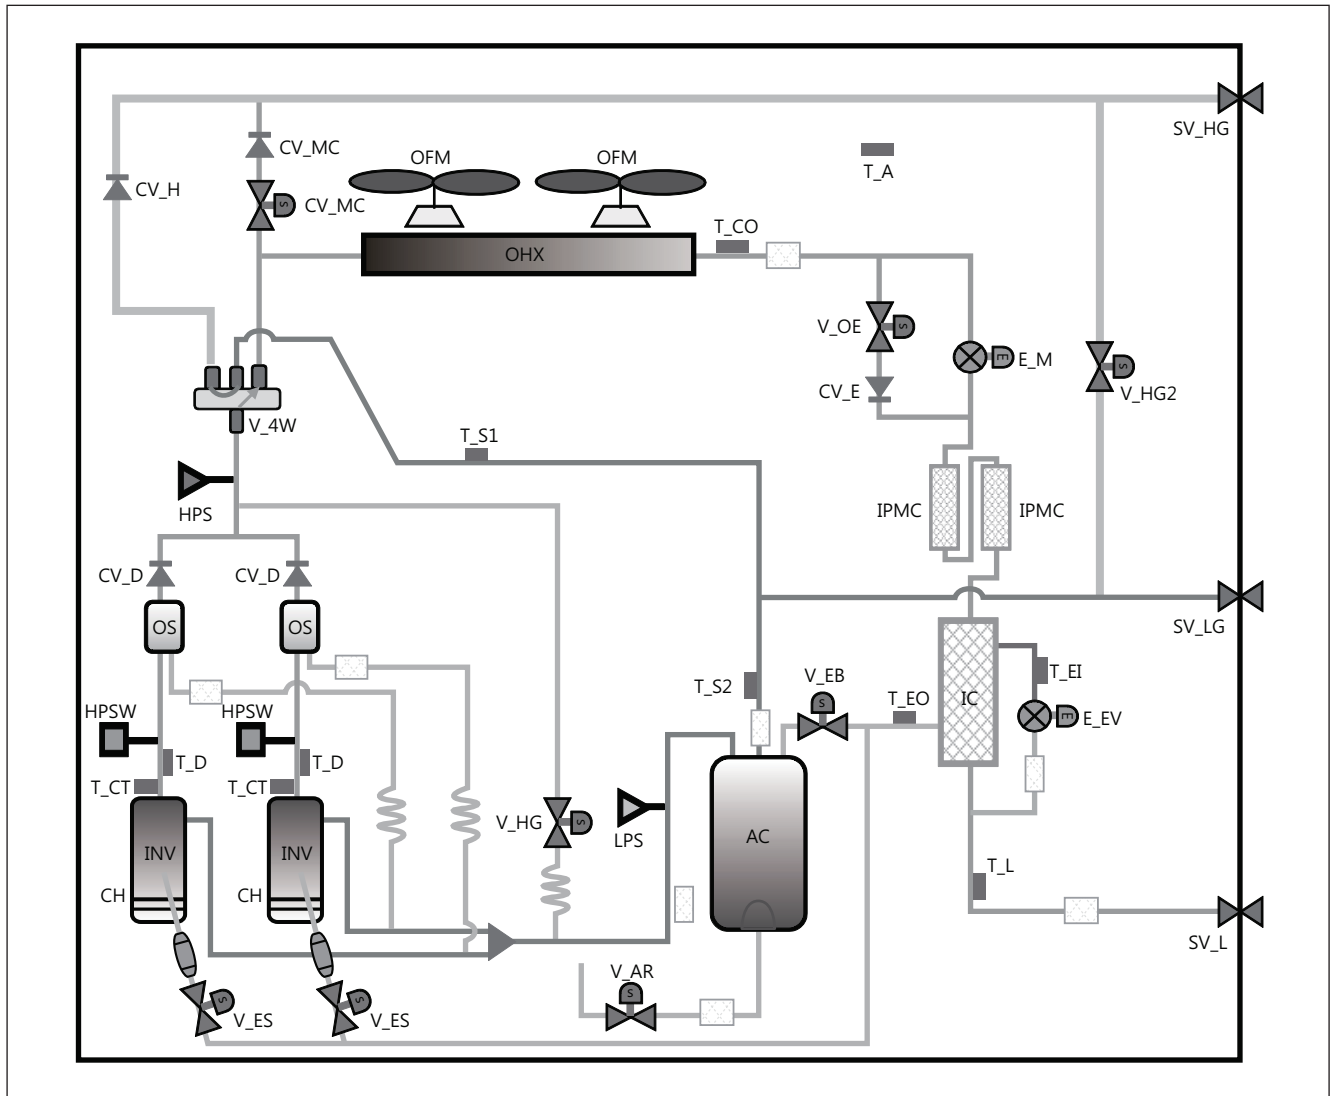 SV_HG
CV_MC
OFM
OFM
T_A
CV_H
CV_MC
S
T_CO
OHX
V_OE
S
E_M
E
CV_E
V_HG2
S
V_4W
T_S1
HPS
IPMC
IPMC
CV_D
CV_D
OS
OS
SV_LG
T_S2
V_EB
S
T_EO
IC
T_EI
E_EV
E
HPSW
HPSW
T_D
T_D
T_CT
T_CT
V_HG
S
LPS
AC
INV
INV
CH
CH
T_L
SV_L
V_AR
S
V_ES
S
V_ES
S